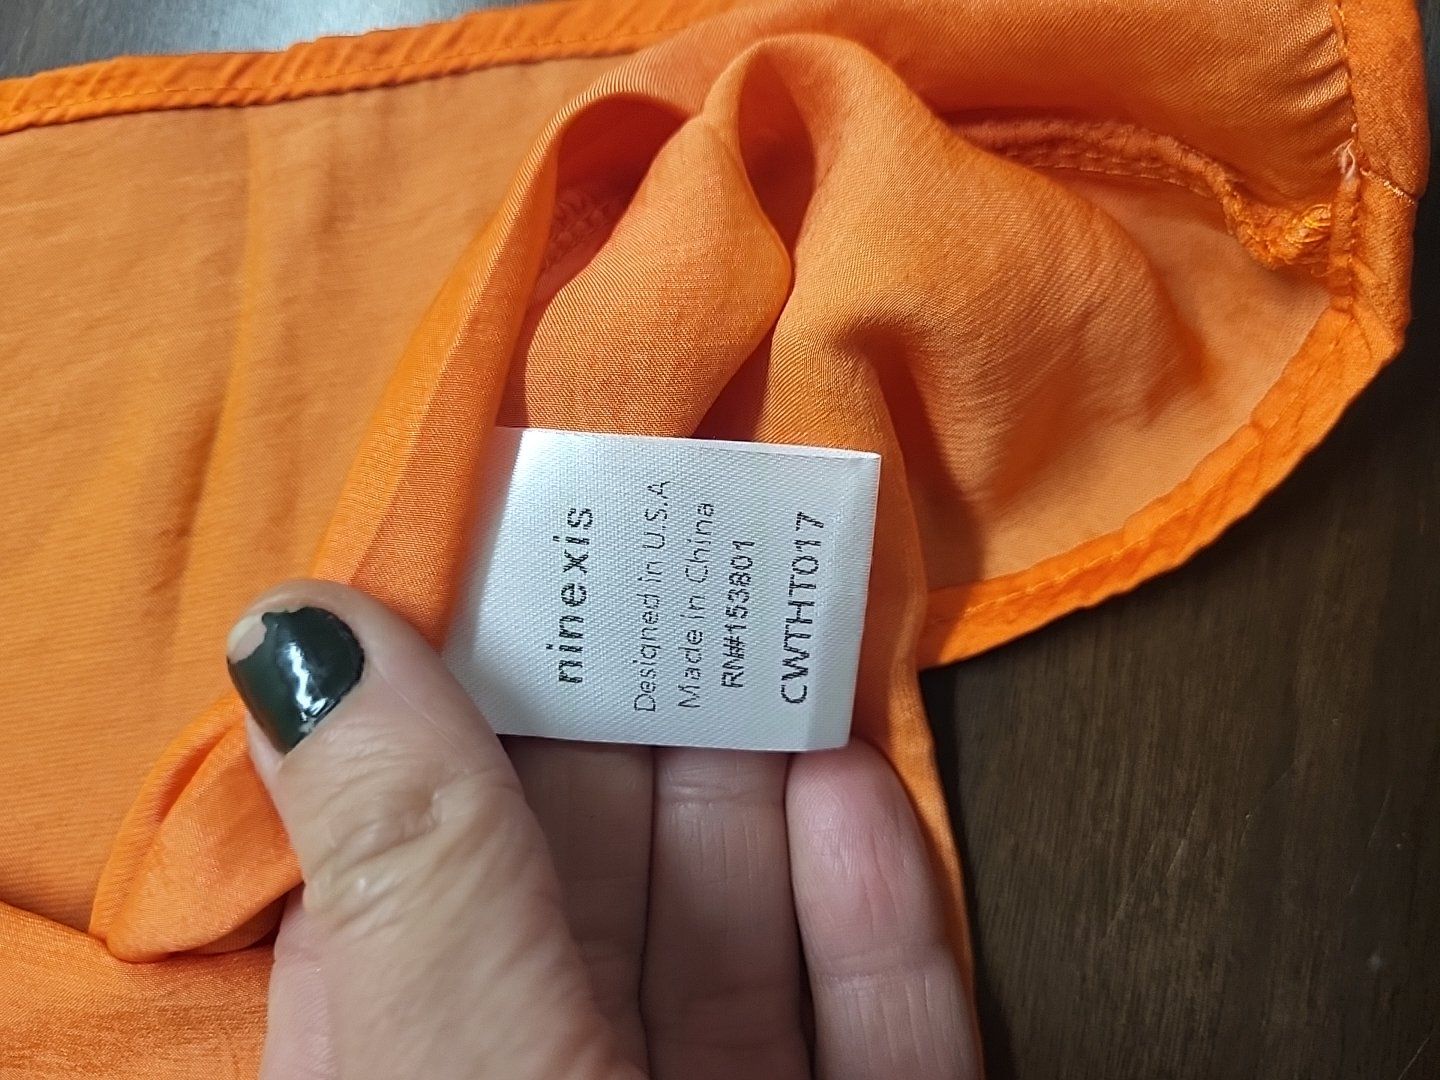 ninexis
Designed in U.S.A
Made in China
RN#153801
CWTHT017